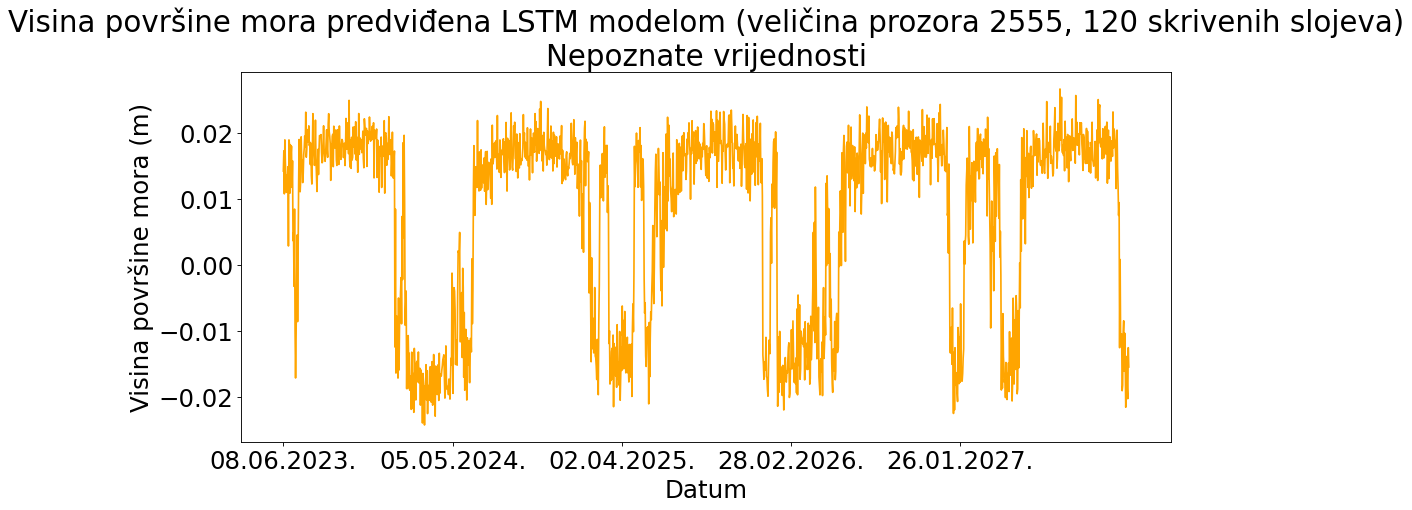 Visina površine mora predviđena LSTM modelom (veličina prozora 2555, 120 skrivenih slojeva)
Nepoznate vrijednosti
Visina površine mora (m)
0.02
0.01
0.00
−0.01
−0.02
08.06.2023. 05.05.2024. 02.04.2025. 28.02.2026. 26.01.2027.
Datum